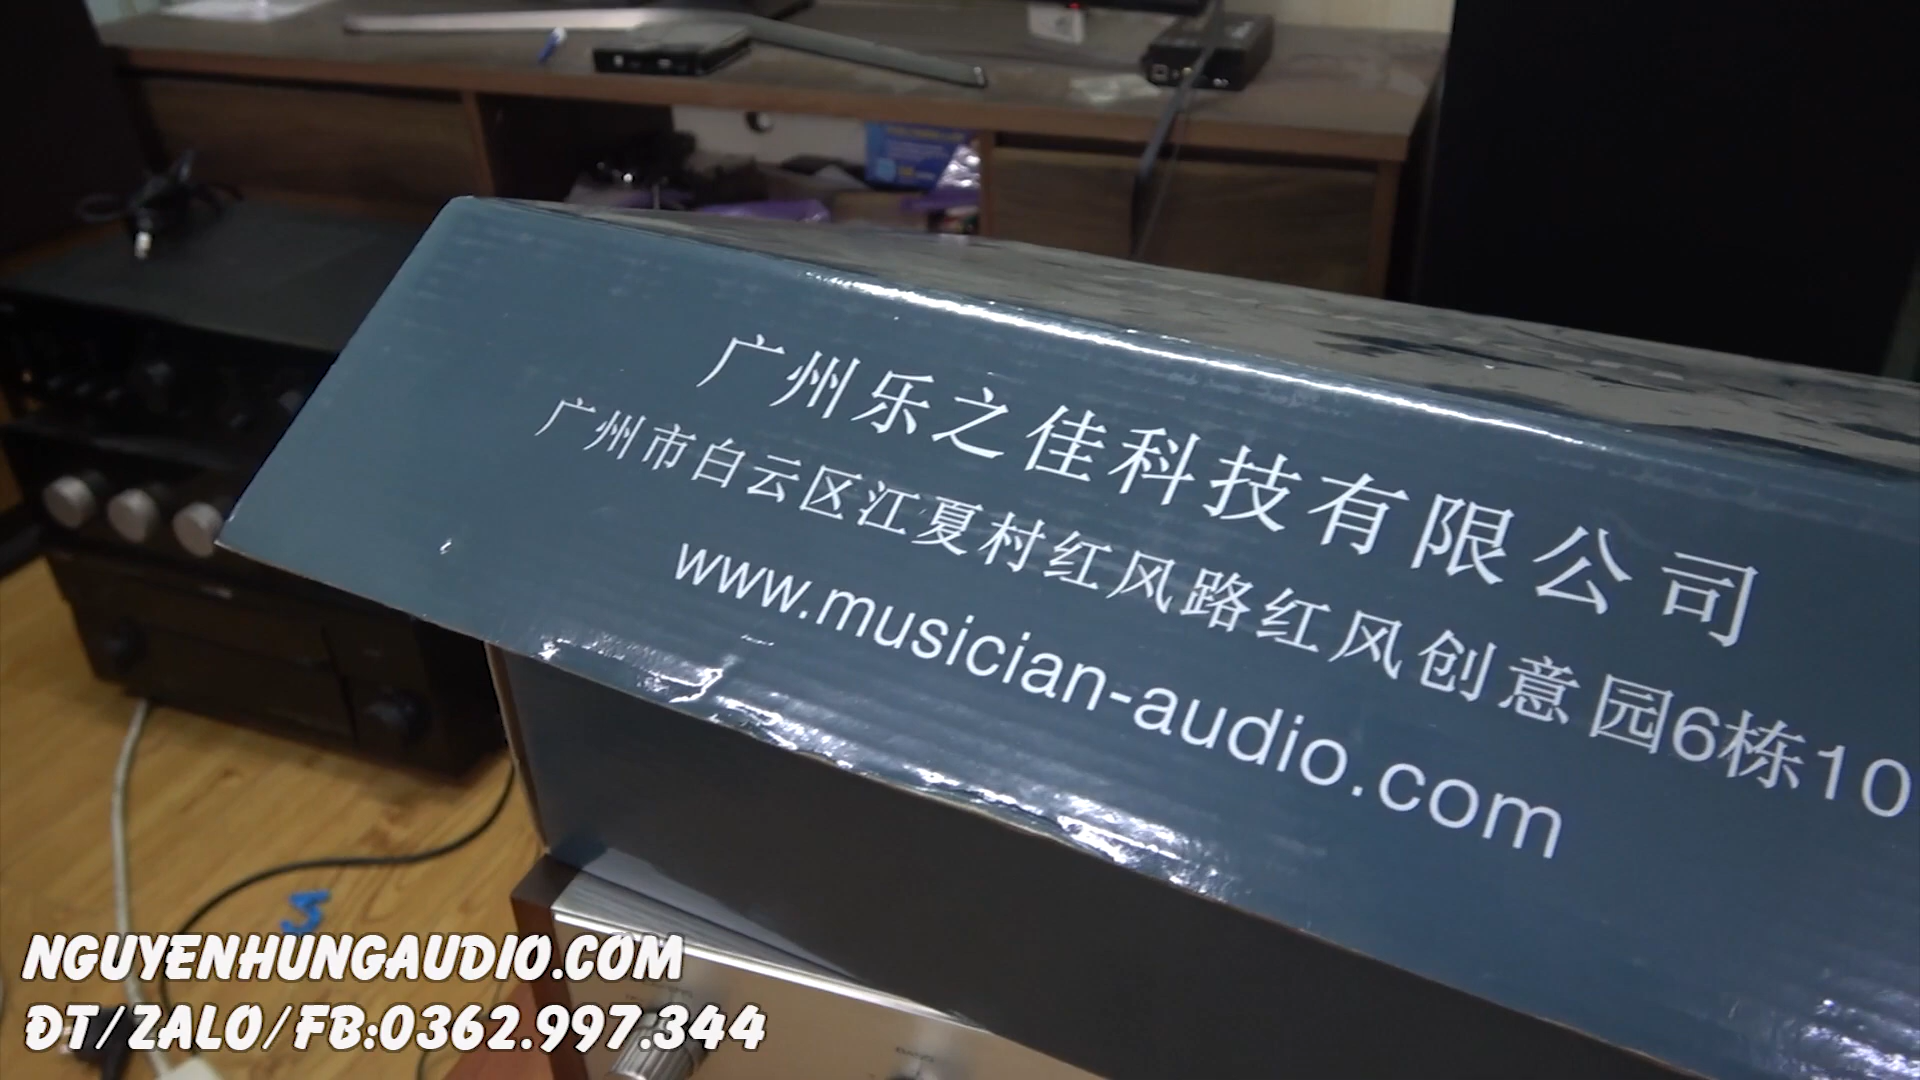 广州乐之佳科技有限公司
广州市白云区江夏村红风路红风创意园6栋10
www.musician-audio.com
NGUYENHUNGAUDIO.COM
ĐT/ZALO/FB:0362.997.344